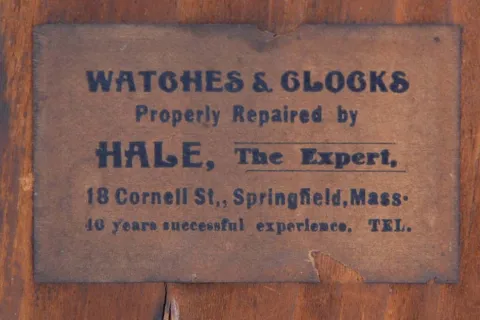 WATCHES & CLOCKS
Properly Repaired by
HALE, The Expert,
18 Cornell St,, Springfield, Mass.
40 years successful experience. TEL.